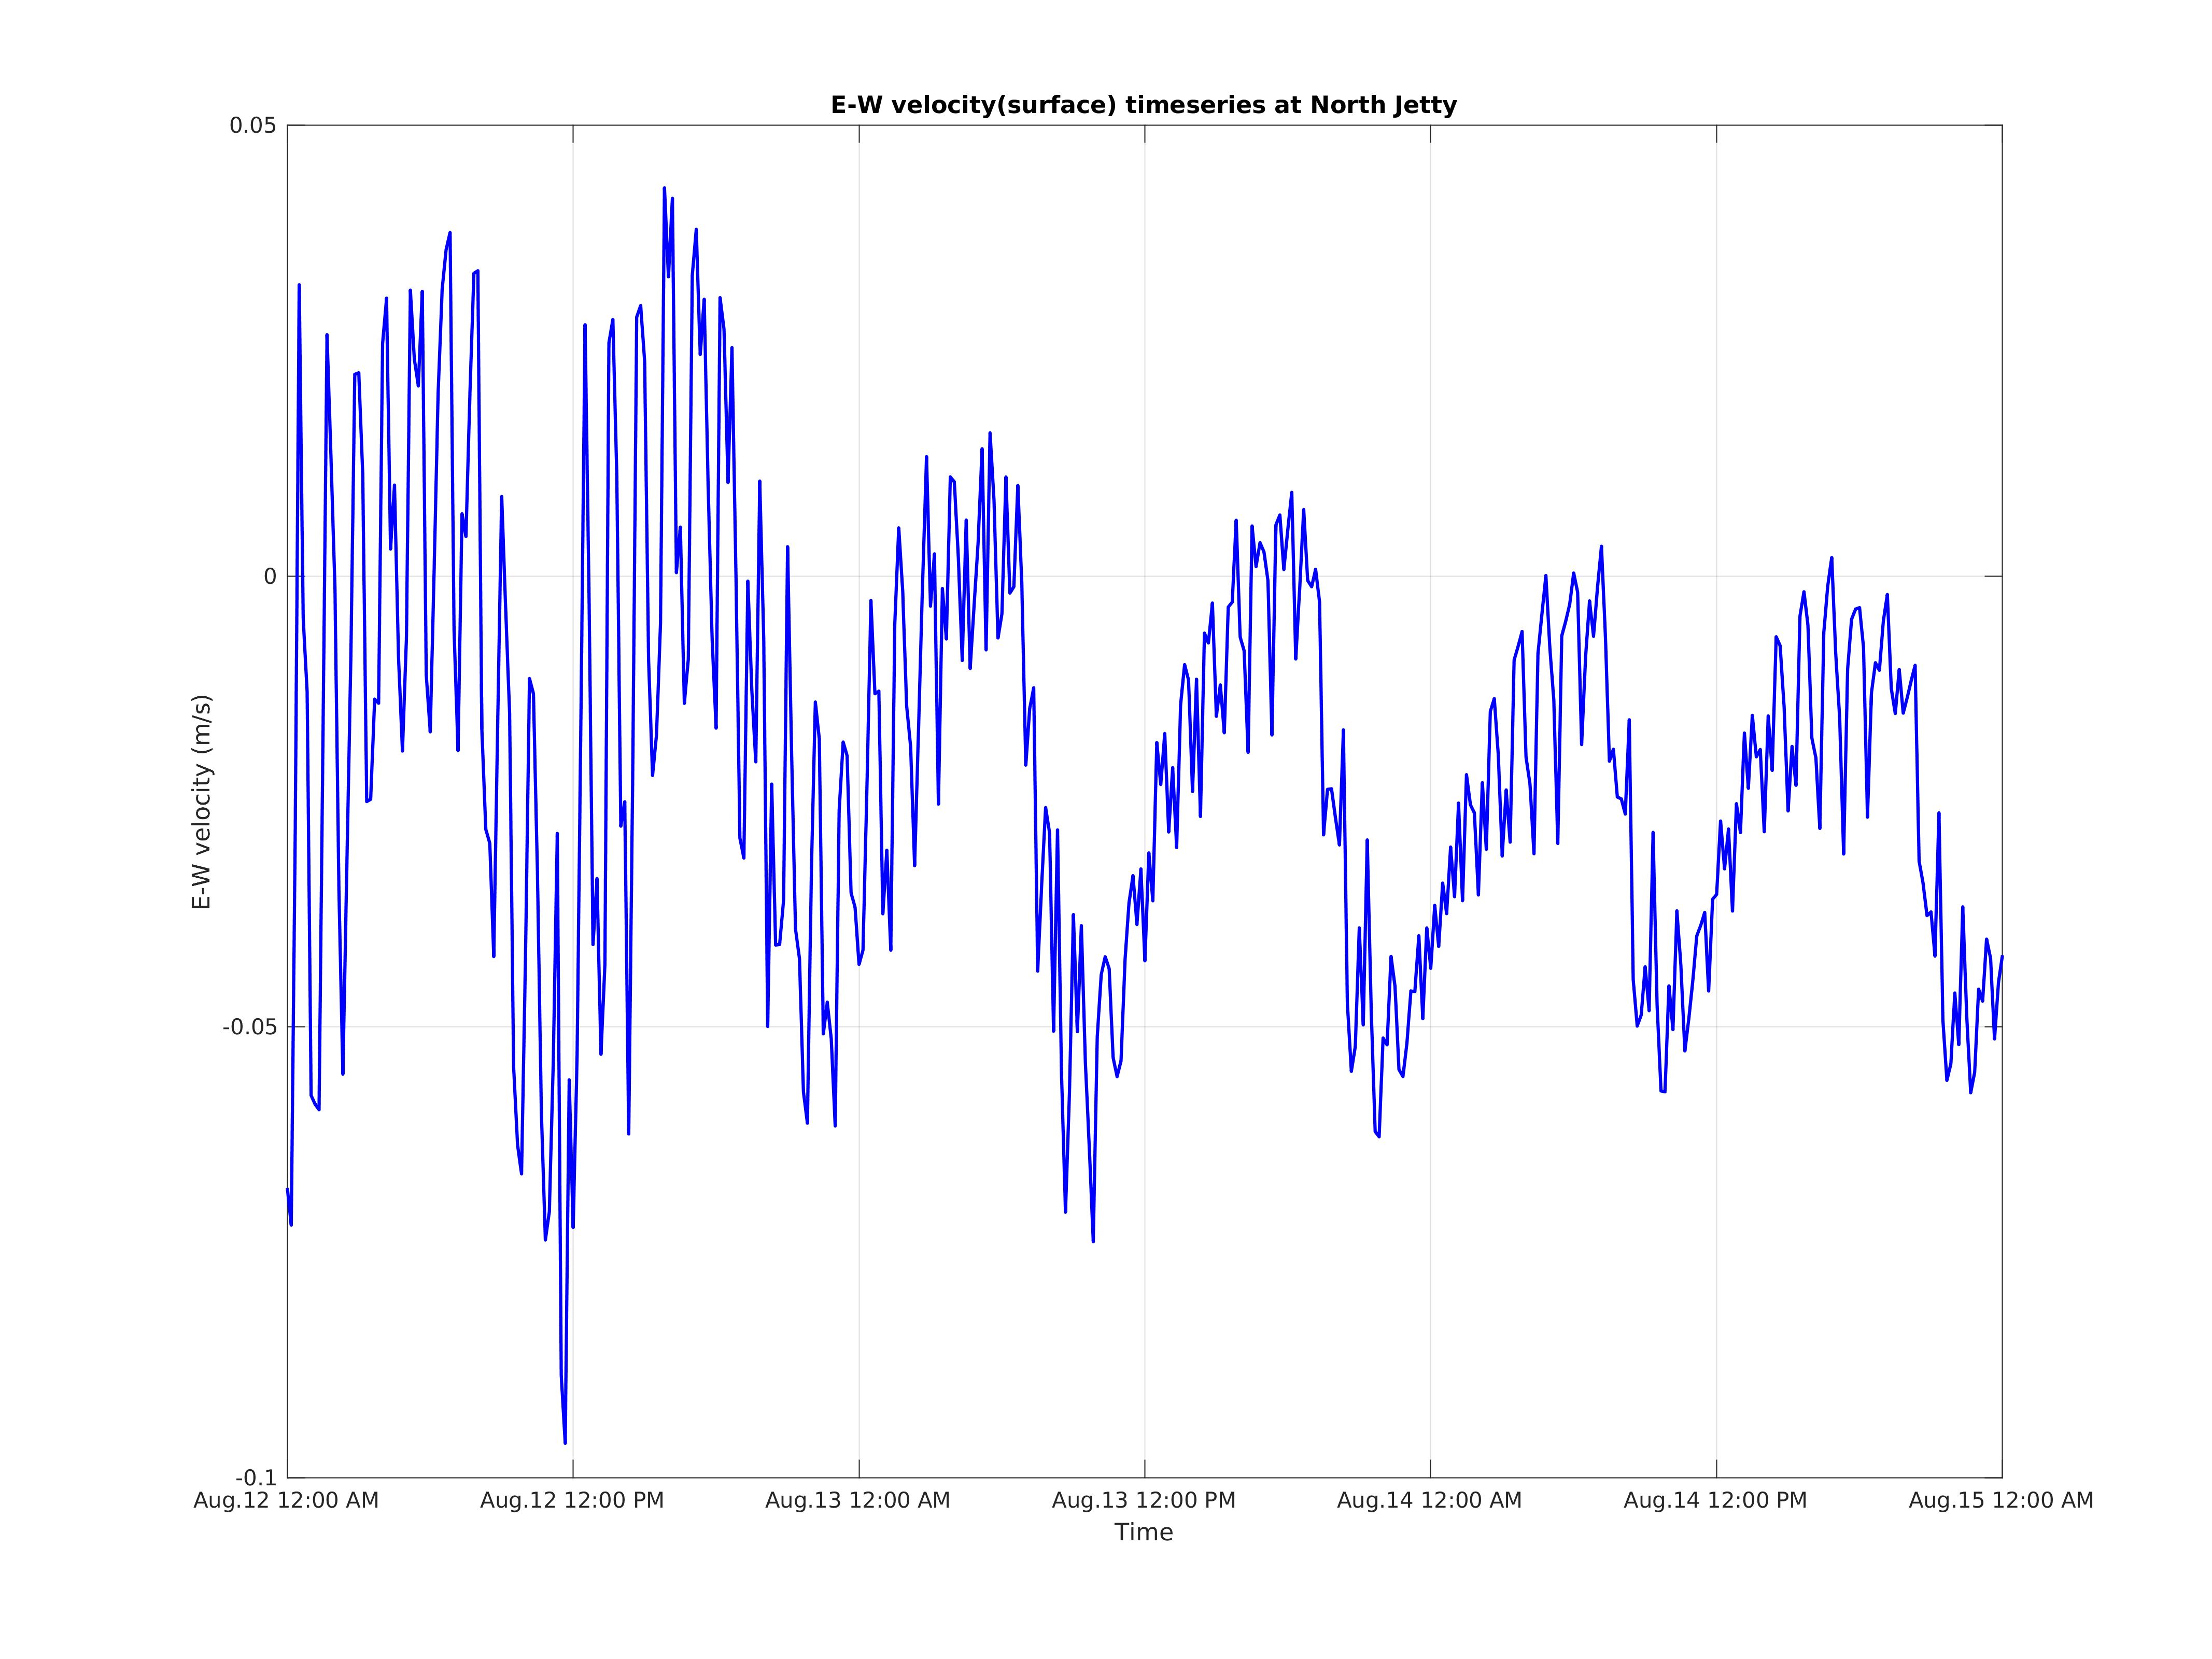 E-W velocity(surface) timeseries at North Jetty
0.05
0
-0.05
-0.1
E-W velocity (m/s)
Aug.12 12:00 AM
Aug.12 12:00 PM
Aug.13 12:00 AM
Aug.13 12:00 PM
Aug.14 12:00 AM
Aug.14 12:00 PM
Aug.15 12:00 AM
Time